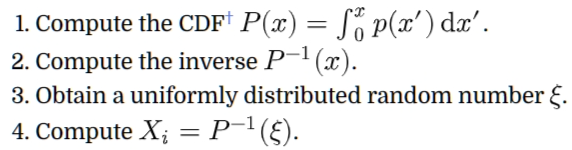 1. Compute the CDF† P(x) = ∫₀ˣ p(x′) dx′.
2. Compute the inverse P⁻¹(x).
3. Obtain a uniformly distributed random number ξ.
4. Compute Xᵢ = P⁻¹(ξ).